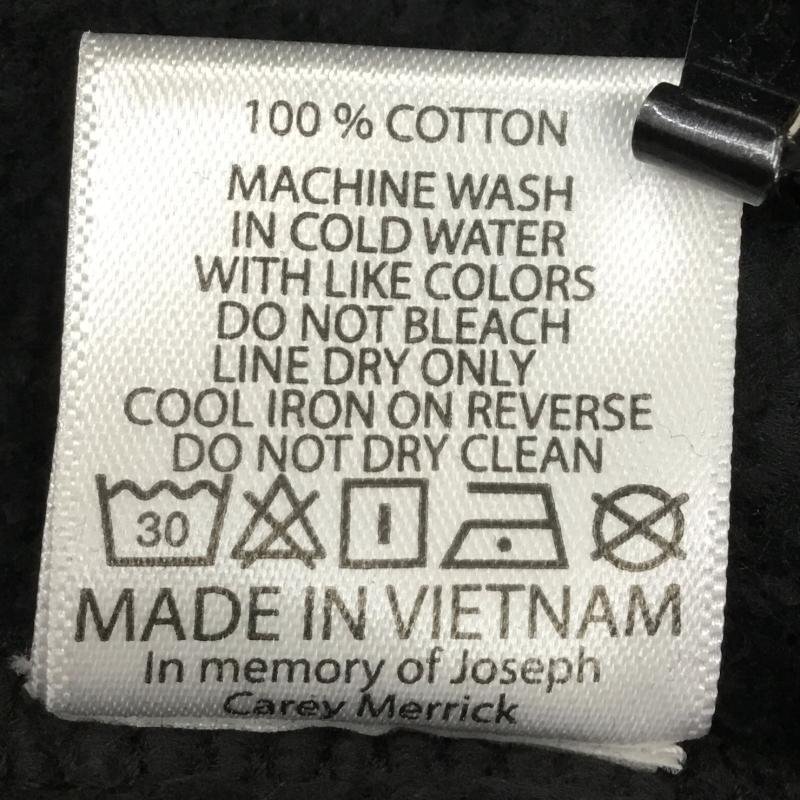 100 % COTTON
MACHINE WASH
IN COLD WATER
WITH LIKE COLORS
DO NOT BLEACH
LINE DRY ONLY
COOL IRON ON REVERSE
DO NOT DRY CLEAN
30
MADE IN VIETNAM
In memory of Joseph
Carey Merrick